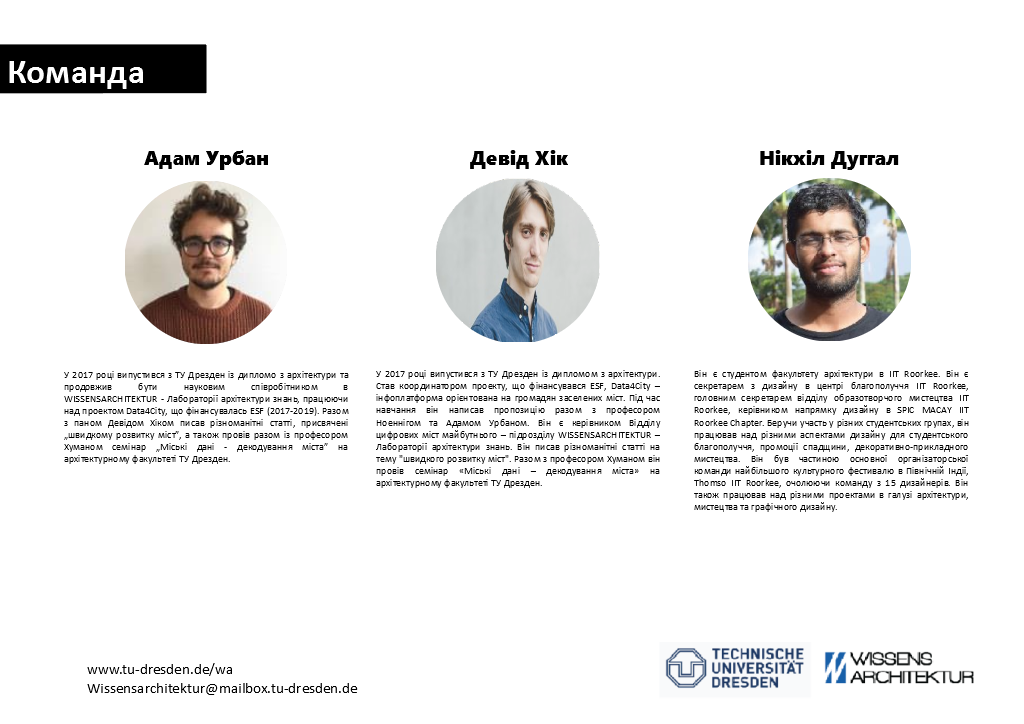 Команда
Адам Урбан
У 2017 році випустився з ТУ Дрезден із дипломо з архітектури та
продовжив бути науковим співробітником в
WISSENSARCHITEKTUR - Лабораторії архітектури знань, працюючи
над проектом Data4City, що фінансувалась ESF (2017-2019). Разом
з паном Девідом Хіком писав різноманітні статті, присвячені
„швидкому розвитку міст”, а також провів разом із професором
Хуманом семінар „Міські дані - декодування міста” на
архітектурному факультеті ТУ Дрезден.
Девід Хік
У 2017 році випустився з ТУ Дрезден із дипломом з архітектури.
Став координатором проекту, що фінансувався ESF, Data4City –
інфоплатформа орієнтована на громадян заселених міст. Під час
навчання він написав пропозицію разом з професором
Ноеннігом та Адамом Урбаном. Він є керівником Відділу
цифрових міст майбутнього – підрозділу WISSENSARCHITEKTUR –
Лабораторії архітектури знань. Він писав різноманітні статті на
тему "швидкого розвитку міст". Разом з професором Хуманом він
провів семінар «Міські дані – декодування міста» на
архітектурному факультеті ТУ Дрезден.
Нікхіл Дуггал
Він є студентом факультету архітектури в IIT Roorkee. Він є
секретарем з дизайну в центрі благополуччя IIT Roorkee,
головним секретарем відділу образотворчого мистецтва IIT
Roorkee, керівником напрямку дизайну в SPIC MACAY IIT
Roorkee Chapter. Беручи участь у різних студентських групах, він
працював над різними аспектами дизайну для студентського
благополуччя, промоції спадщини, декоративно-прикладного
мистецтва. Він був частиною основної організаторської
команди найбільшого культурного фестивалю в Північній Індії,
Thomso IIT Roorkee, очолюючи команду з 15 дизайнерів. Він
також працював над різними проектами в галузі архітектури,
мистецтва та графічного дизайну.
www.tu-dresden.de/wa
Wissensarchitektur@mailbox.tu-dresden.de
TECHNISCHE
UNIVERSITÄT
DRESDEN
WISSENS
ARCHITEKTUR